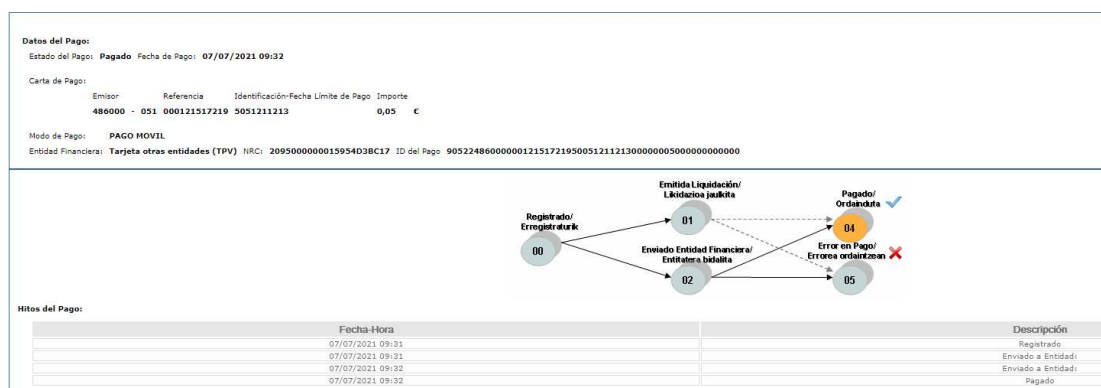 Datos del Pago:
Estado del Pago: Pagado Fecha de Pago: 07/07/2021 09:32
Carta de Pago:
Emisor Referencia Identificación-Fecha Límite de Pago Importe
486000 - 051 000121517219 5051211213 0,05 €
Modo de Pago: PAGO MOVIL
Entidad Financiera: Tarjeta otras entidades (TPV) NRC: 2095000000015954D3BC17 ID del Pago
Emitida Liquidación/
Likidazioa jaulkita
01
Pagado/
Ordainduta
04
Registrado/
Erregistraturik
00
Enviado Entidad Financiera/
Entitatera bidalita
02
Error en Pago/
Errorea ordaintzean
05
Hitos del Pago:
Fecha-Hora Descripción
07/07/2021 09:31 Registrado
07/07/2021 09:31 Enviado a Entidad:
07/07/2021 09:32 Enviado a Entidad:
07/07/2021 09:32 Pagado